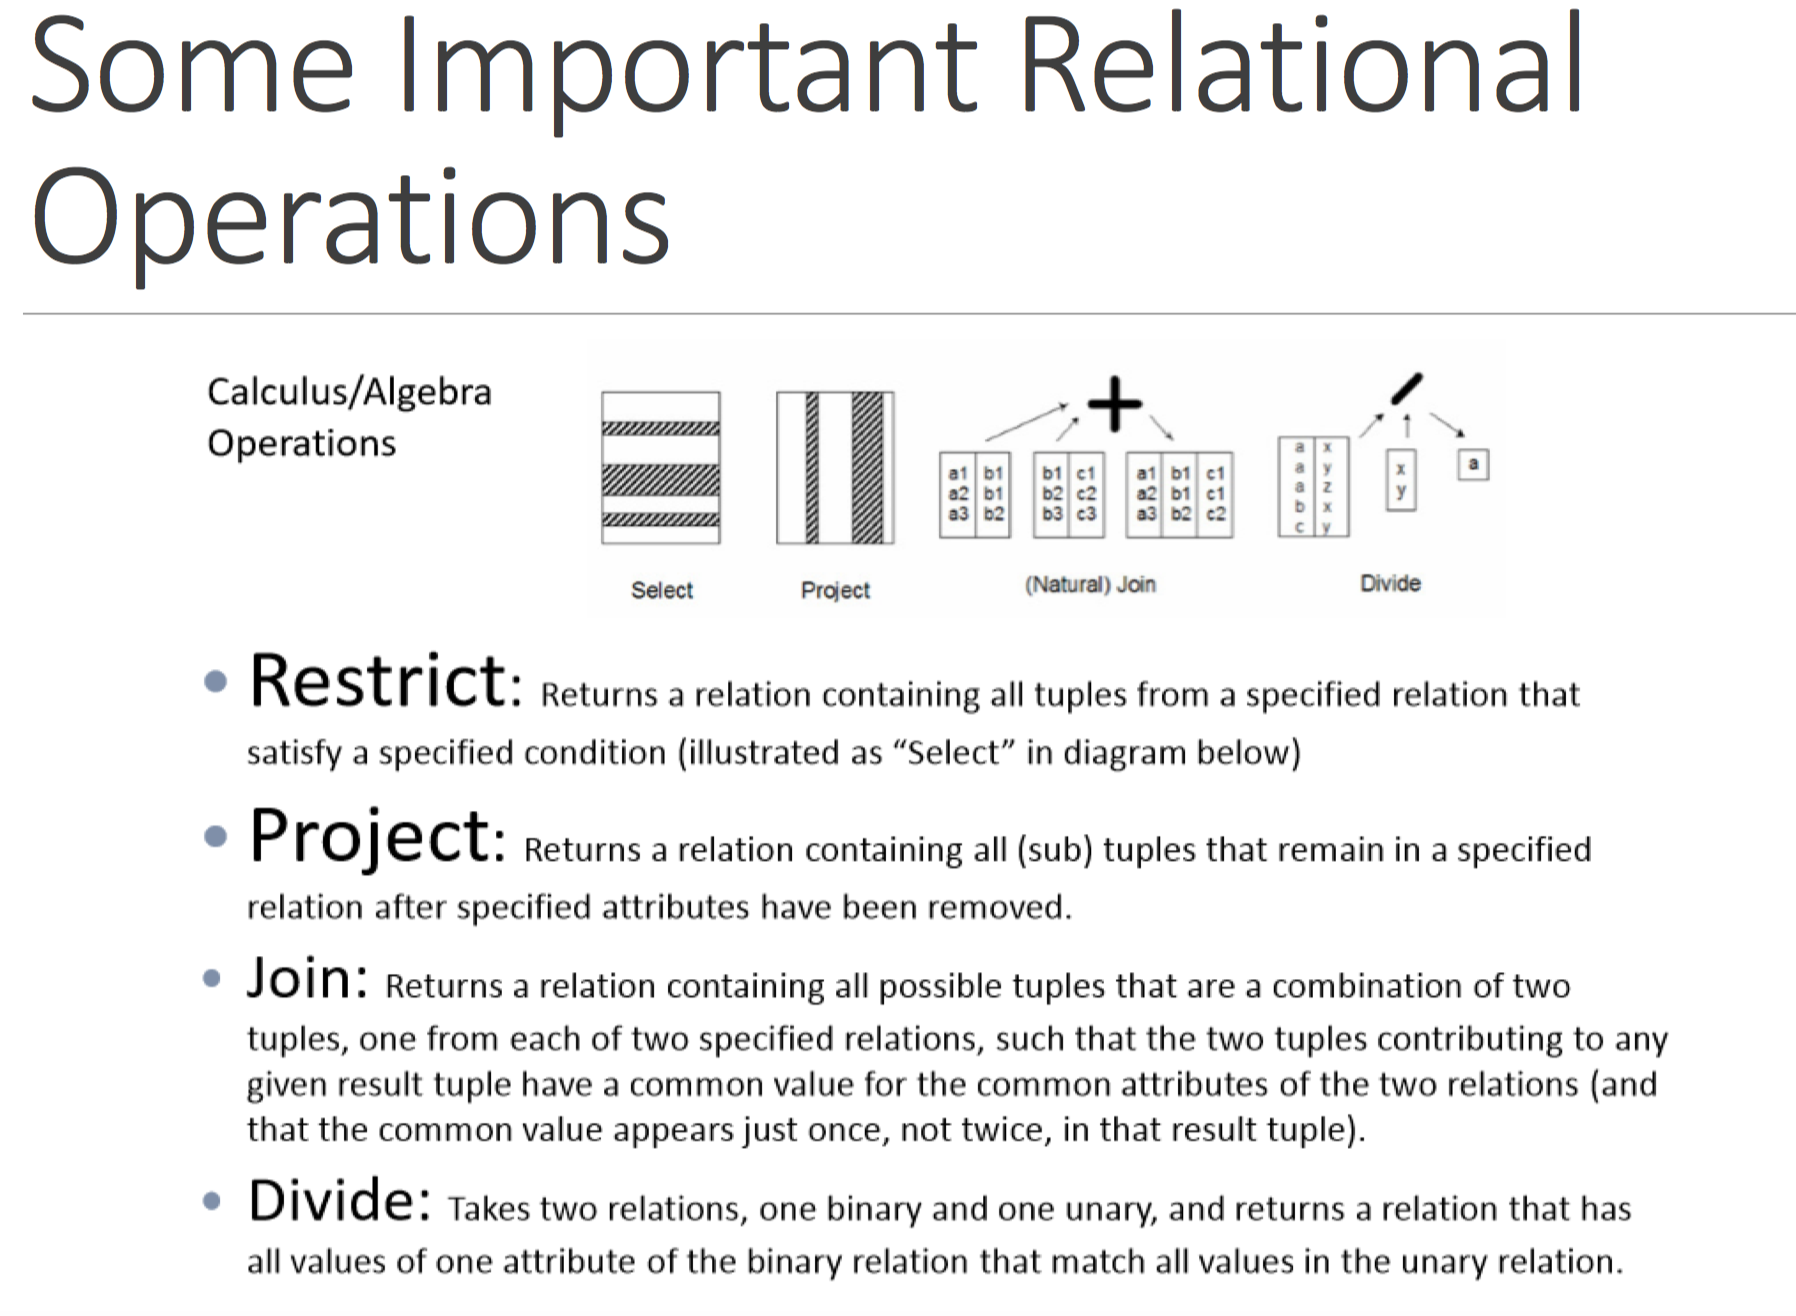 Some Important Relational
Operations
Calculus/Algebra
Operations
a1 b1
a2 b1
a3 b2
b1 c1
b2 c2
b3 c3
a1 b1 c1
a2 b1 c1
a3 b2 c2
a x
a y
a z
b x
c y
x
y
a
Select
Project
(Natural) Join
Divide
• Restrict: Returns a relation containing all tuples from a specified relation that
satisfy a specified condition (illustrated as “Select” in diagram below)
• Project: Returns a relation containing all (sub) tuples that remain in a specified
relation after specified attributes have been removed.
• Join: Returns a relation containing all possible tuples that are a combination of two
tuples, one from each of two specified relations, such that the two tuples contributing to any
given result tuple have a common value for the common attributes of the two relations (and
that the common value appears just once, not twice, in that result tuple).
• Divide: Takes two relations, one binary and one unary, and returns a relation that has
all values of one attribute of the binary relation that match all values in the unary relation.